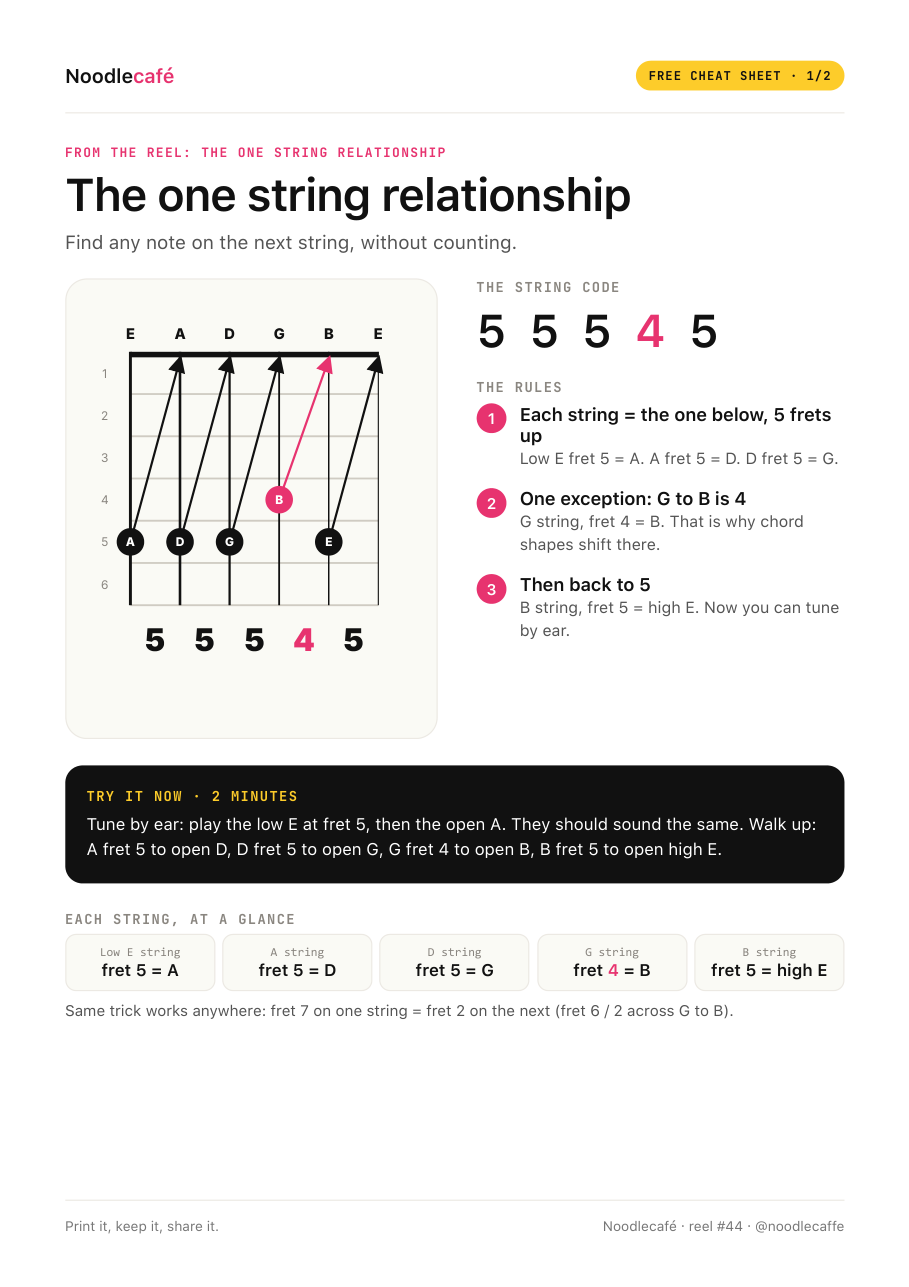 Noodlecafé
FREE CHEAT SHEET · 1/2
FROM THE REEL: THE ONE STRING RELATIONSHIP
The one string relationship
Find any note on the next string, without counting.
E A D G B E
1
2
3
4 B
5 A D G E
6
5 5 5 4 5
THE STRING CODE
5 5 5 4 5
THE RULES
1 Each string = the one below, 5 frets
up
Low E fret 5 = A. A fret 5 = D. D fret 5 = G.
2 One exception: G to B is 4
G string, fret 4 = B. That is why chord
shapes shift there.
3 Then back to 5
B string, fret 5 = high E. Now you can tune
by ear.
TRY IT NOW · 2 MINUTES
Tune by ear: play the low E at fret 5, then the open A. They should sound the same. Walk up:
A fret 5 to open D, D fret 5 to open G, G fret 4 to open B, B fret 5 to open high E.
EACH STRING, AT A GLANCE
Low E string
fret 5 = A
A string
fret 5 = D
D string
fret 5 = G
G string
fret 4 = B
B string
fret 5 = high E
Same trick works anywhere: fret 7 on one string = fret 2 on the next (fret 6 / 2 across G to B).
Print it, keep it, share it.
Noodlecafé · reel #44 · @noodlecaffe